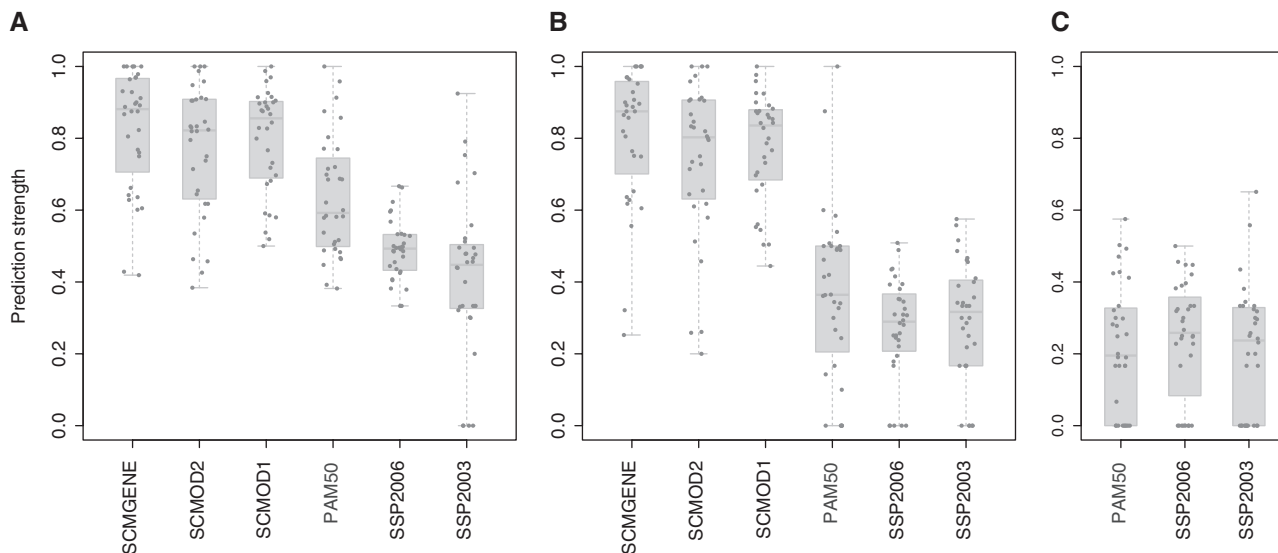 A
B
C
Prediction strength
1.0
0.8
0.6
0.4
0.2
0.0
SCMGENE
SCMOD2
SCMOD1
PAM50
SSP2006
SSP2003
1.0
0.8
0.6
0.4
0.2
0.0
SCMGENE
SCMOD2
SCMOD1
PAM50
SSP2006
SSP2003
1.0
0.8
0.6
0.4
0.2
0.0
PAM50
SSP2006
SSP2003